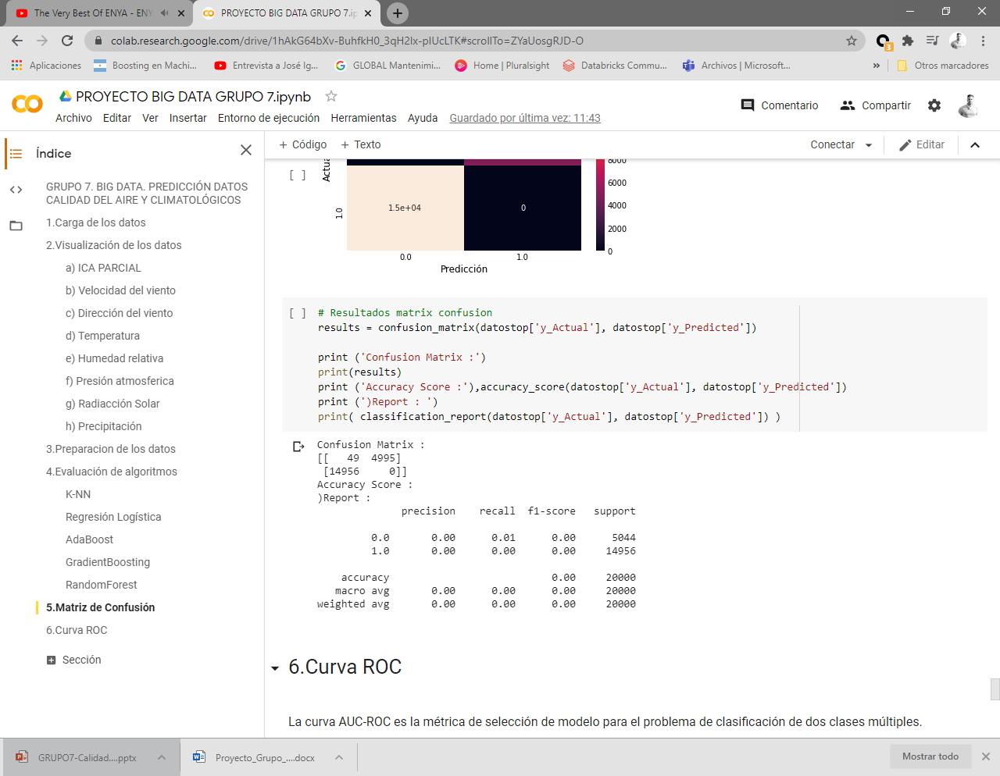 The Very Best Of ENYA - ENY
PROYECTO BIG DATA GRUPO 7.ip
colab.research.google.com/drive/1hAkG64bXv-BuhfkH0_3qH2Ix-pIUcLTK#scrollTo=ZYaUosgRJD-O
3
Aplicaciones
Boosting en Machi...
Entrevista a José Ig...
GLOBAL Mantenimi...
Home | Pluralsight
Databricks Commu...
Archivos | Microsoft...
»
Otros marcadores
PROYECTO BIG DATA GRUPO 7.ipynb
Archivo Editar Ver Insertar Entorno de ejecución Herramientas Ayuda Guardado por última vez: 11:43
Comentario
Compartir
Índice
+ Código + Texto
Conectar
Editar
GRUPO 7. BIG DATA. PREDICCIÓN DATOS
CALIDAD DEL AIRE Y CLIMATOLÓGICOS
1.Carga de los datos
2.Visualización de los datos
a) ICA PARCIAL
b) Velocidad del viento
c) Dirección del viento
d) Temperatura
e) Humedad relativa
f) Presión atmosferica
g) Radiacción Solar
h) Precipitación
3.Preparacion de los datos
4.Evaluación de algoritmos
K-NN
Regresión Logística
AdaBoost
GradientBoosting
RandomForest
5.Matriz de Confusión
6.Curva ROC
Sección
[ ]
Actua
1.0
1.5e+04
0
8000
6000
4000
2000
0
0.0
1.0
Predicción
[ ]
# Resultados matrix confusion
results = confusion_matrix(datostop['y_Actual'], datostop['y_Predicted'])
print ('Confusion Matrix :')
print(results)
print ('Accuracy Score :'),accuracy_score(datostop['y_Actual'], datostop['y_Predicted'])
print (')Report : ')
print( classification_report(datostop['y_Actual'], datostop['y_Predicted']) )
Confusion Matrix :
[[   49  4995]
 [14956     0]]
Accuracy Score :
)Report :
              precision    recall  f1-score   support
         0.0       0.00      0.01      0.00      5044
         1.0       0.00      0.00      0.00     14956
    accuracy                           0.00     20000
   macro avg       0.00      0.00      0.00     20000
weighted avg       0.00      0.00      0.00     20000
6.Curva ROC
La curva AUC-ROC es la métrica de selección de modelo para el problema de clasificación de dos clases múltiples.
GRUPO7-Calidad....pptx
Proyecto_Grupo_....docx
Mostrar todo